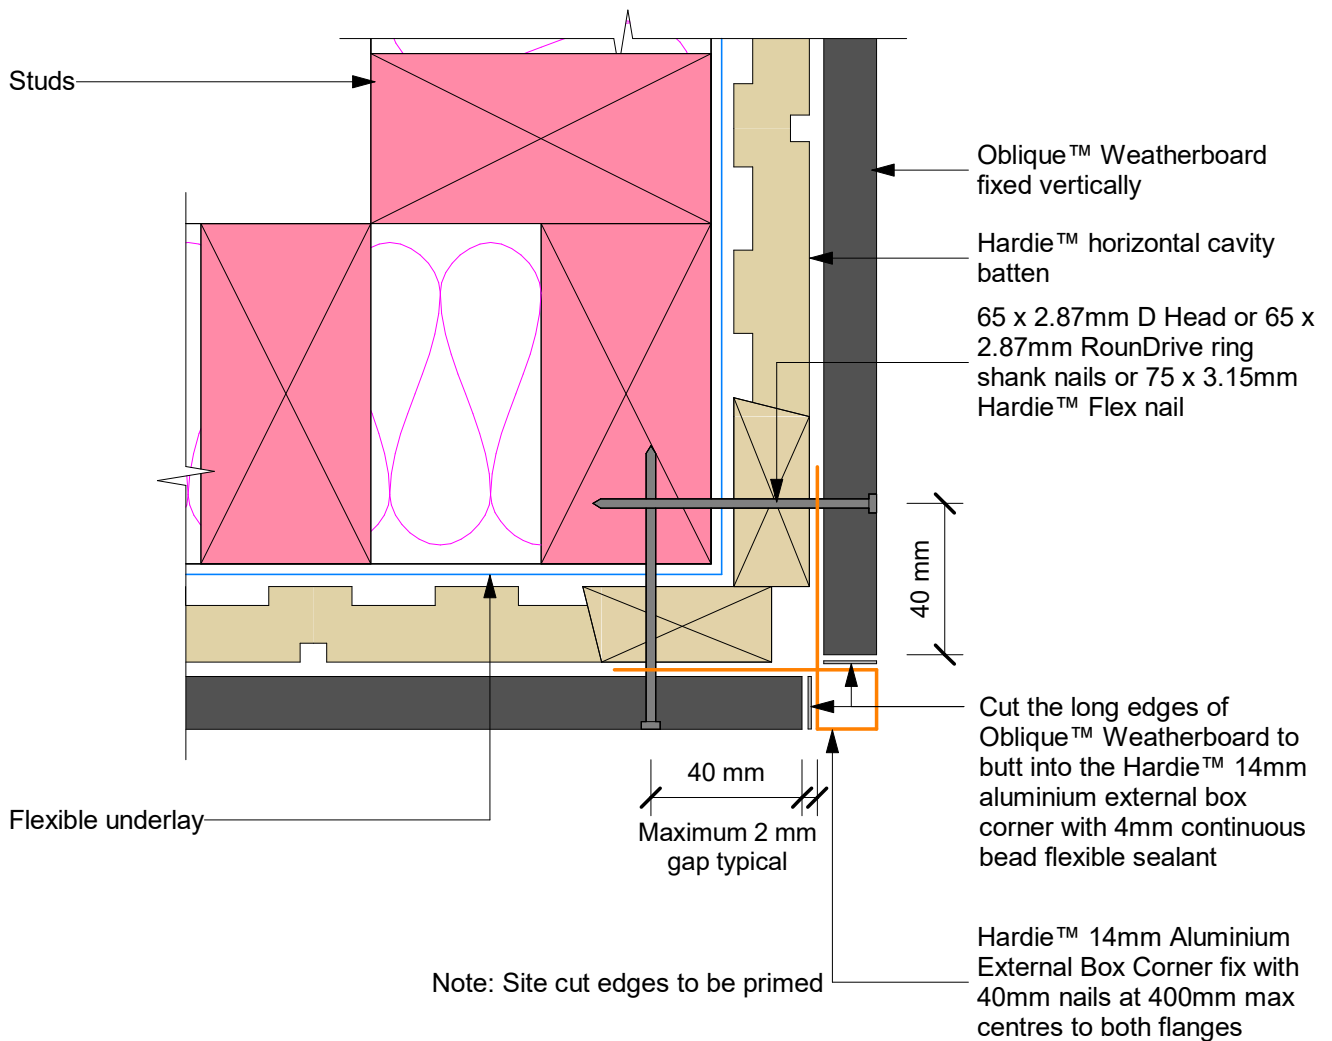 Studs
Oblique™ Weatherboard
fixed vertically
Hardie™ horizontal cavity
batten
65 x 2.87mm D Head or 65 x
2.87mm RounDrive ring
shank nails or 75 x 3.15mm
Hardie™ Flex nail
40 mm
Cut the long edges of
Oblique™ Weatherboard to
butt into the Hardie™ 14mm
aluminium external box
corner with 4mm continuous
bead flexible sealant
40 mm
Maximum 2 mm
gap typical
Flexible underlay
Hardie™ 14mm Aluminium
External Box Corner fix with
40mm nails at 400mm max
centres to both flanges
Note: Site cut edges to be primed